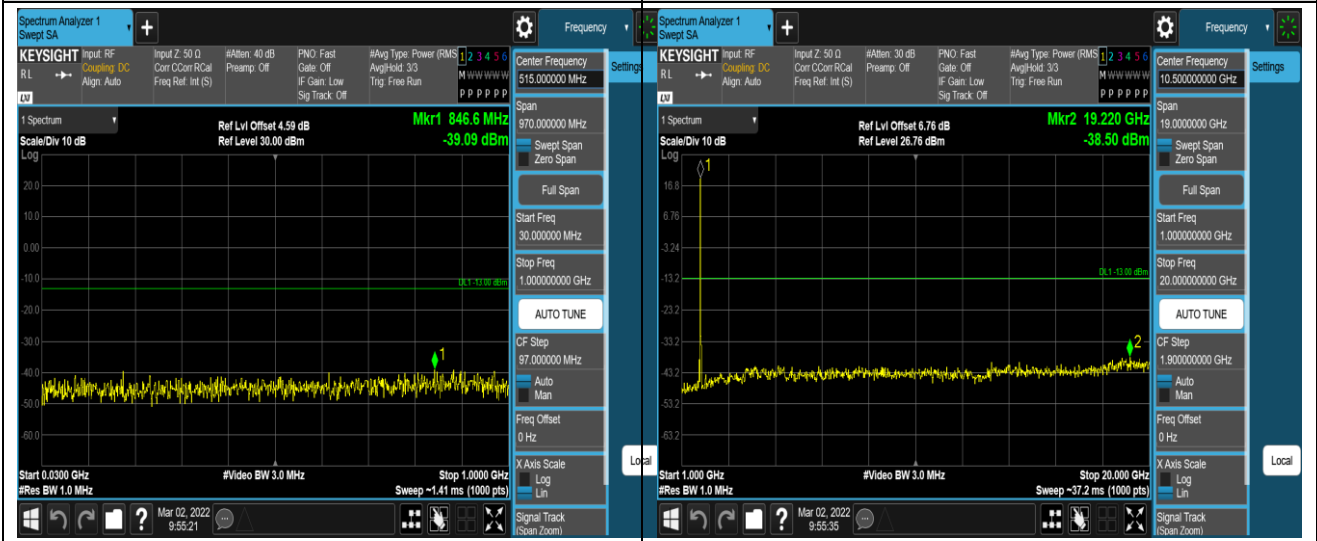 Spectrum Analyzer 1
Swept SA
+
Frequency
KEYSIGHT Input: RF Input Z: 50 Ω #Atten: 40 dB PNO: Fast #Avg Type: Power (RMS 1 2 3 4 5 6
RL Coupling: DC Corr CCorr RCal Preamp: Off Gate: Off Avg|Hold: 3/3 M W W W W W
Align: Auto Freq Ref: Int (S) IF Gain: Low Trig: Free Run
Sig Track: Off P P P P P P
LXI
1 Spectrum
Ref Lvl Offset 4.59 dB
Mkr1 846.6 MHz
Scale/Div 10 dB
Ref Level 30.00 dBm
-39.09 dBm
Log
20.0
10.0
0.00
-10.0
DL1 -13.00 dBm
-20.0
-30.0
1
-40.0
-50.0
-60.0
Start 0.0300 GHz #Video BW 3.0 MHz Stop 1.0000 GHz
#Res BW 1.0 MHz Sweep ~1.41 ms (1000 pts)
?
Mar 02, 2022
9:55:21
Center Frequency
515.000000 MHz
Settings
Span
970.000000 MHz
Swept Span
Zero Span
Full Span
Start Freq
30.000000 MHz
Stop Freq
1.000000000 GHz
AUTO TUNE
CF Step
97.000000 MHz
Auto
Man
Freq Offset
0 Hz
X Axis Scale
Log
Lin
Local
Signal Track
(Span Zoom)
Spectrum Analyzer 1
Swept SA
+
Frequency
KEYSIGHT Input: RF Input Z: 50 Ω #Atten: 30 dB PNO: Fast #Avg Type: Power (RMS 1 2 3 4 5 6
RL Coupling: DC Corr CCorr RCal Preamp: Off Gate: Off Avg|Hold: 3/3 M W W W W W
Align: Auto Freq Ref: Int (S) IF Gain: Low Trig: Free Run
Sig Track: Off P P P P P P
LXI
1 Spectrum
Ref Lvl Offset 6.76 dB
Mkr2 19.220 GHz
Scale/Div 10 dB
Ref Level 26.76 dBm
-38.50 dBm
Log
1
16.8
6.76
-3.24
DL1 -13.00 dBm
-13.2
-23.2
-33.2
2
-43.2
-53.2
-63.2
Start 1.000 GHz #Video BW 3.0 MHz Stop 20.000 GHz
#Res BW 1.0 MHz Sweep ~37.2 ms (1000 pts)
?
Mar 02, 2022
9:55:35
Center Frequency
10.500000000 GHz
Settings
Span
19.0000000 GHz
Swept Span
Zero Span
Full Span
Start Freq
1.000000000 GHz
Stop Freq
20.000000000 GHz
AUTO TUNE
CF Step
1.900000000 GHz
Auto
Man
Freq Offset
0 Hz
X Axis Scale
Log
Lin
Local
Signal Track
(Span Zoom)